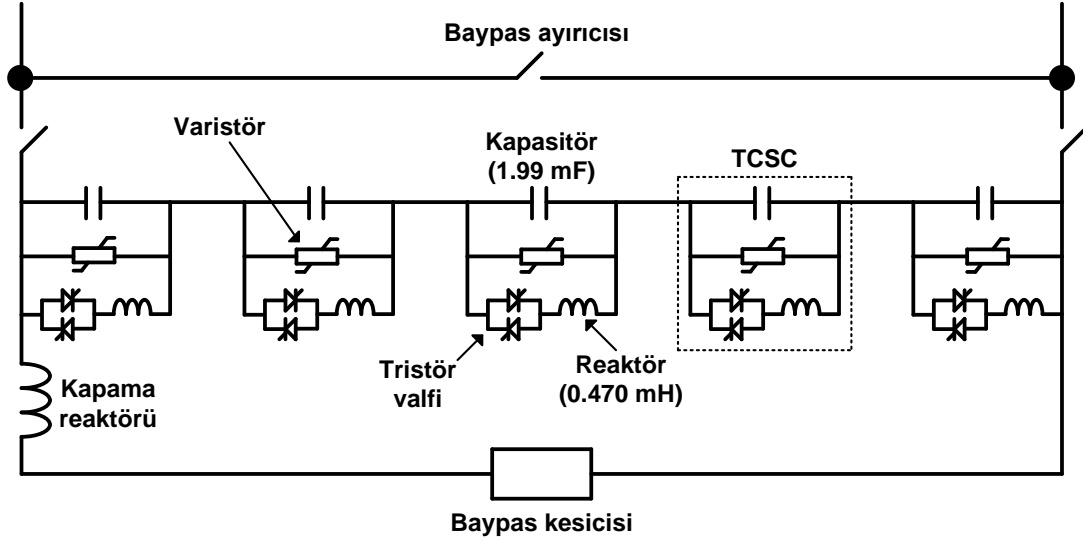 Baypas ayırıcısı
Varistör
Kapasitör
(1.99 mF)
TCSC
Tristör
valfi
Reaktör
(0.470 mH)
Kapama
reaktörü
Baypas kesicisi